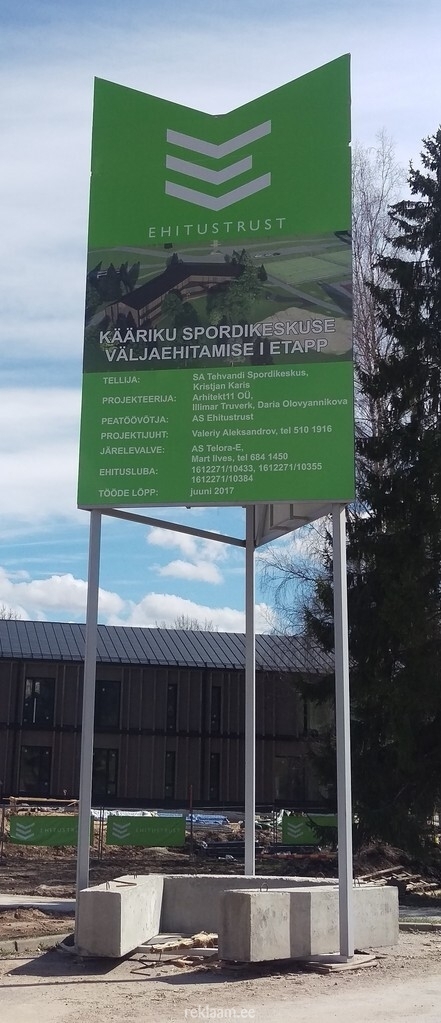 EHITUSTRUST
KÄÄRIKU SPORDIKESKUSE
VÄLJAEHITAMISE I ETAPP
TELLIJA: SA Tehvandi Spordikeskus,
Kristjan Karis
PROJEKTEERIJA: Arhitekt11 OÜ,
Illimar Truverk, Daria Olovyannikova
PEATÖÖVÕTJA: AS Ehitustrust
PROJEKTIJUHT: Valeriy Aleksandrov, tel 510 1916
JÄRELEVALVE: AS Telora-E,
Mart Ilves, tel 684 1450
EHITUSLUBA: 1612271/10433, 1612271/10355
1612271/10384
TÖÖDE LÕPP: juuni 2017
EHITUSTRUST
reklaam.ee